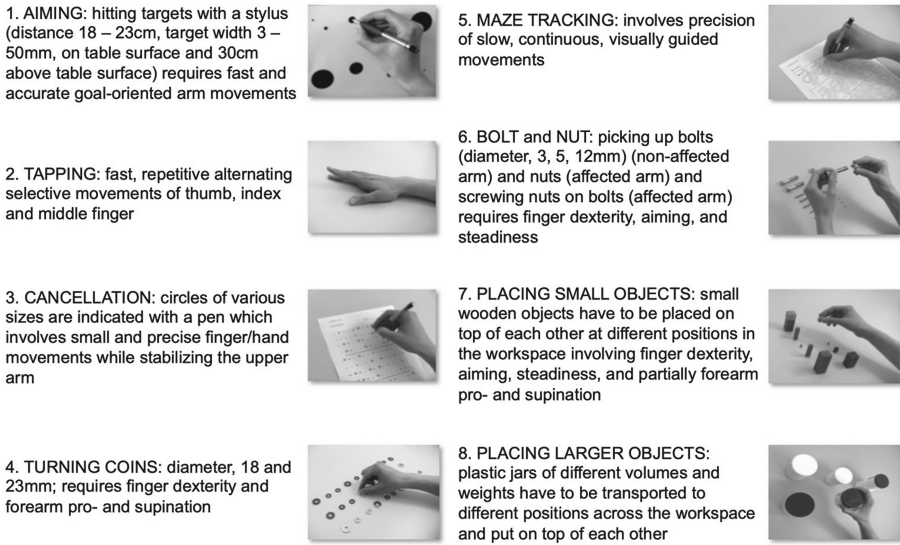 1. AIMING: hitting targets with a stylus
(distance 18 – 23cm, target width 3 –
50mm, on table surface and 30cm
above table surface) requires fast and
accurate goal-oriented arm movements
2. TAPPING: fast, repetitive alternating
selective movements of thumb, index
and middle finger
3. CANCELLATION: circles of various
sizes are indicated with a pen which
involves small and precise finger/hand
movements while stabilizing the upper
arm
4. TURNING COINS: diameter, 18 and
23mm; requires finger dexterity and
forearm pro- and supination
5. MAZE TRACKING: involves precision
of slow, continuous, visually guided
movements
6. BOLT and NUT: picking up bolts
(diameter, 3, 5, 12mm) (non-affected
arm) and nuts (affected arm) and
screwing nuts on bolts (affected arm)
requires finger dexterity, aiming, and
steadiness
7. PLACING SMALL OBJECTS: small
wooden objects have to be placed on
top of each other at different positions in
the workspace involving finger dexterity,
aiming, steadiness, and partially forearm
pro- and supination
8. PLACING LARGER OBJECTS:
plastic jars of different volumes and
weights have to be transported to
different positions across the workspace
and put on top of each other